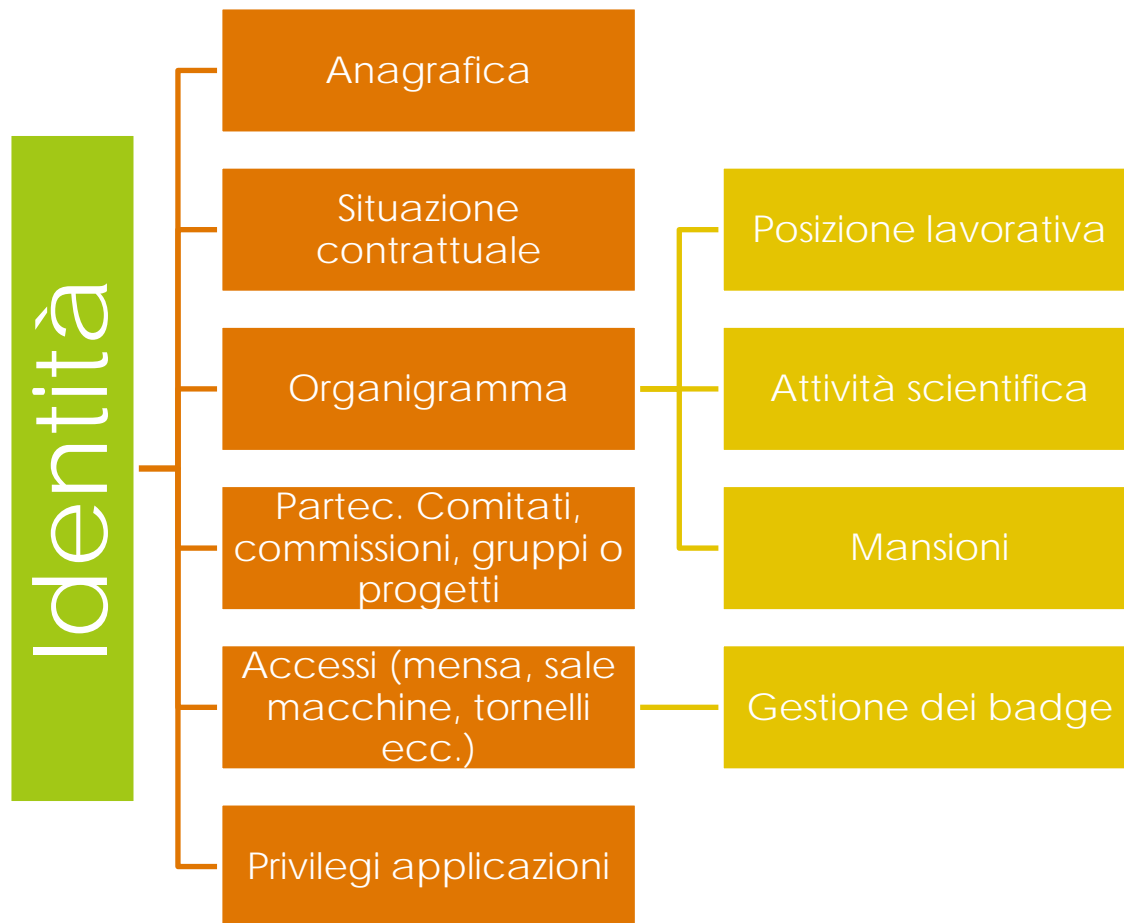 Identità
Anagrafica
Situazione
contrattuale
Organigramma
Partec. Comitati,
commissioni, gruppi o
progetti
Accessi (mensa, sale
macchine, tornelli
ecc.)
Privilegi applicazioni
Posizione lavorativa
Attività scientifica
Mansioni
Gestione dei badge